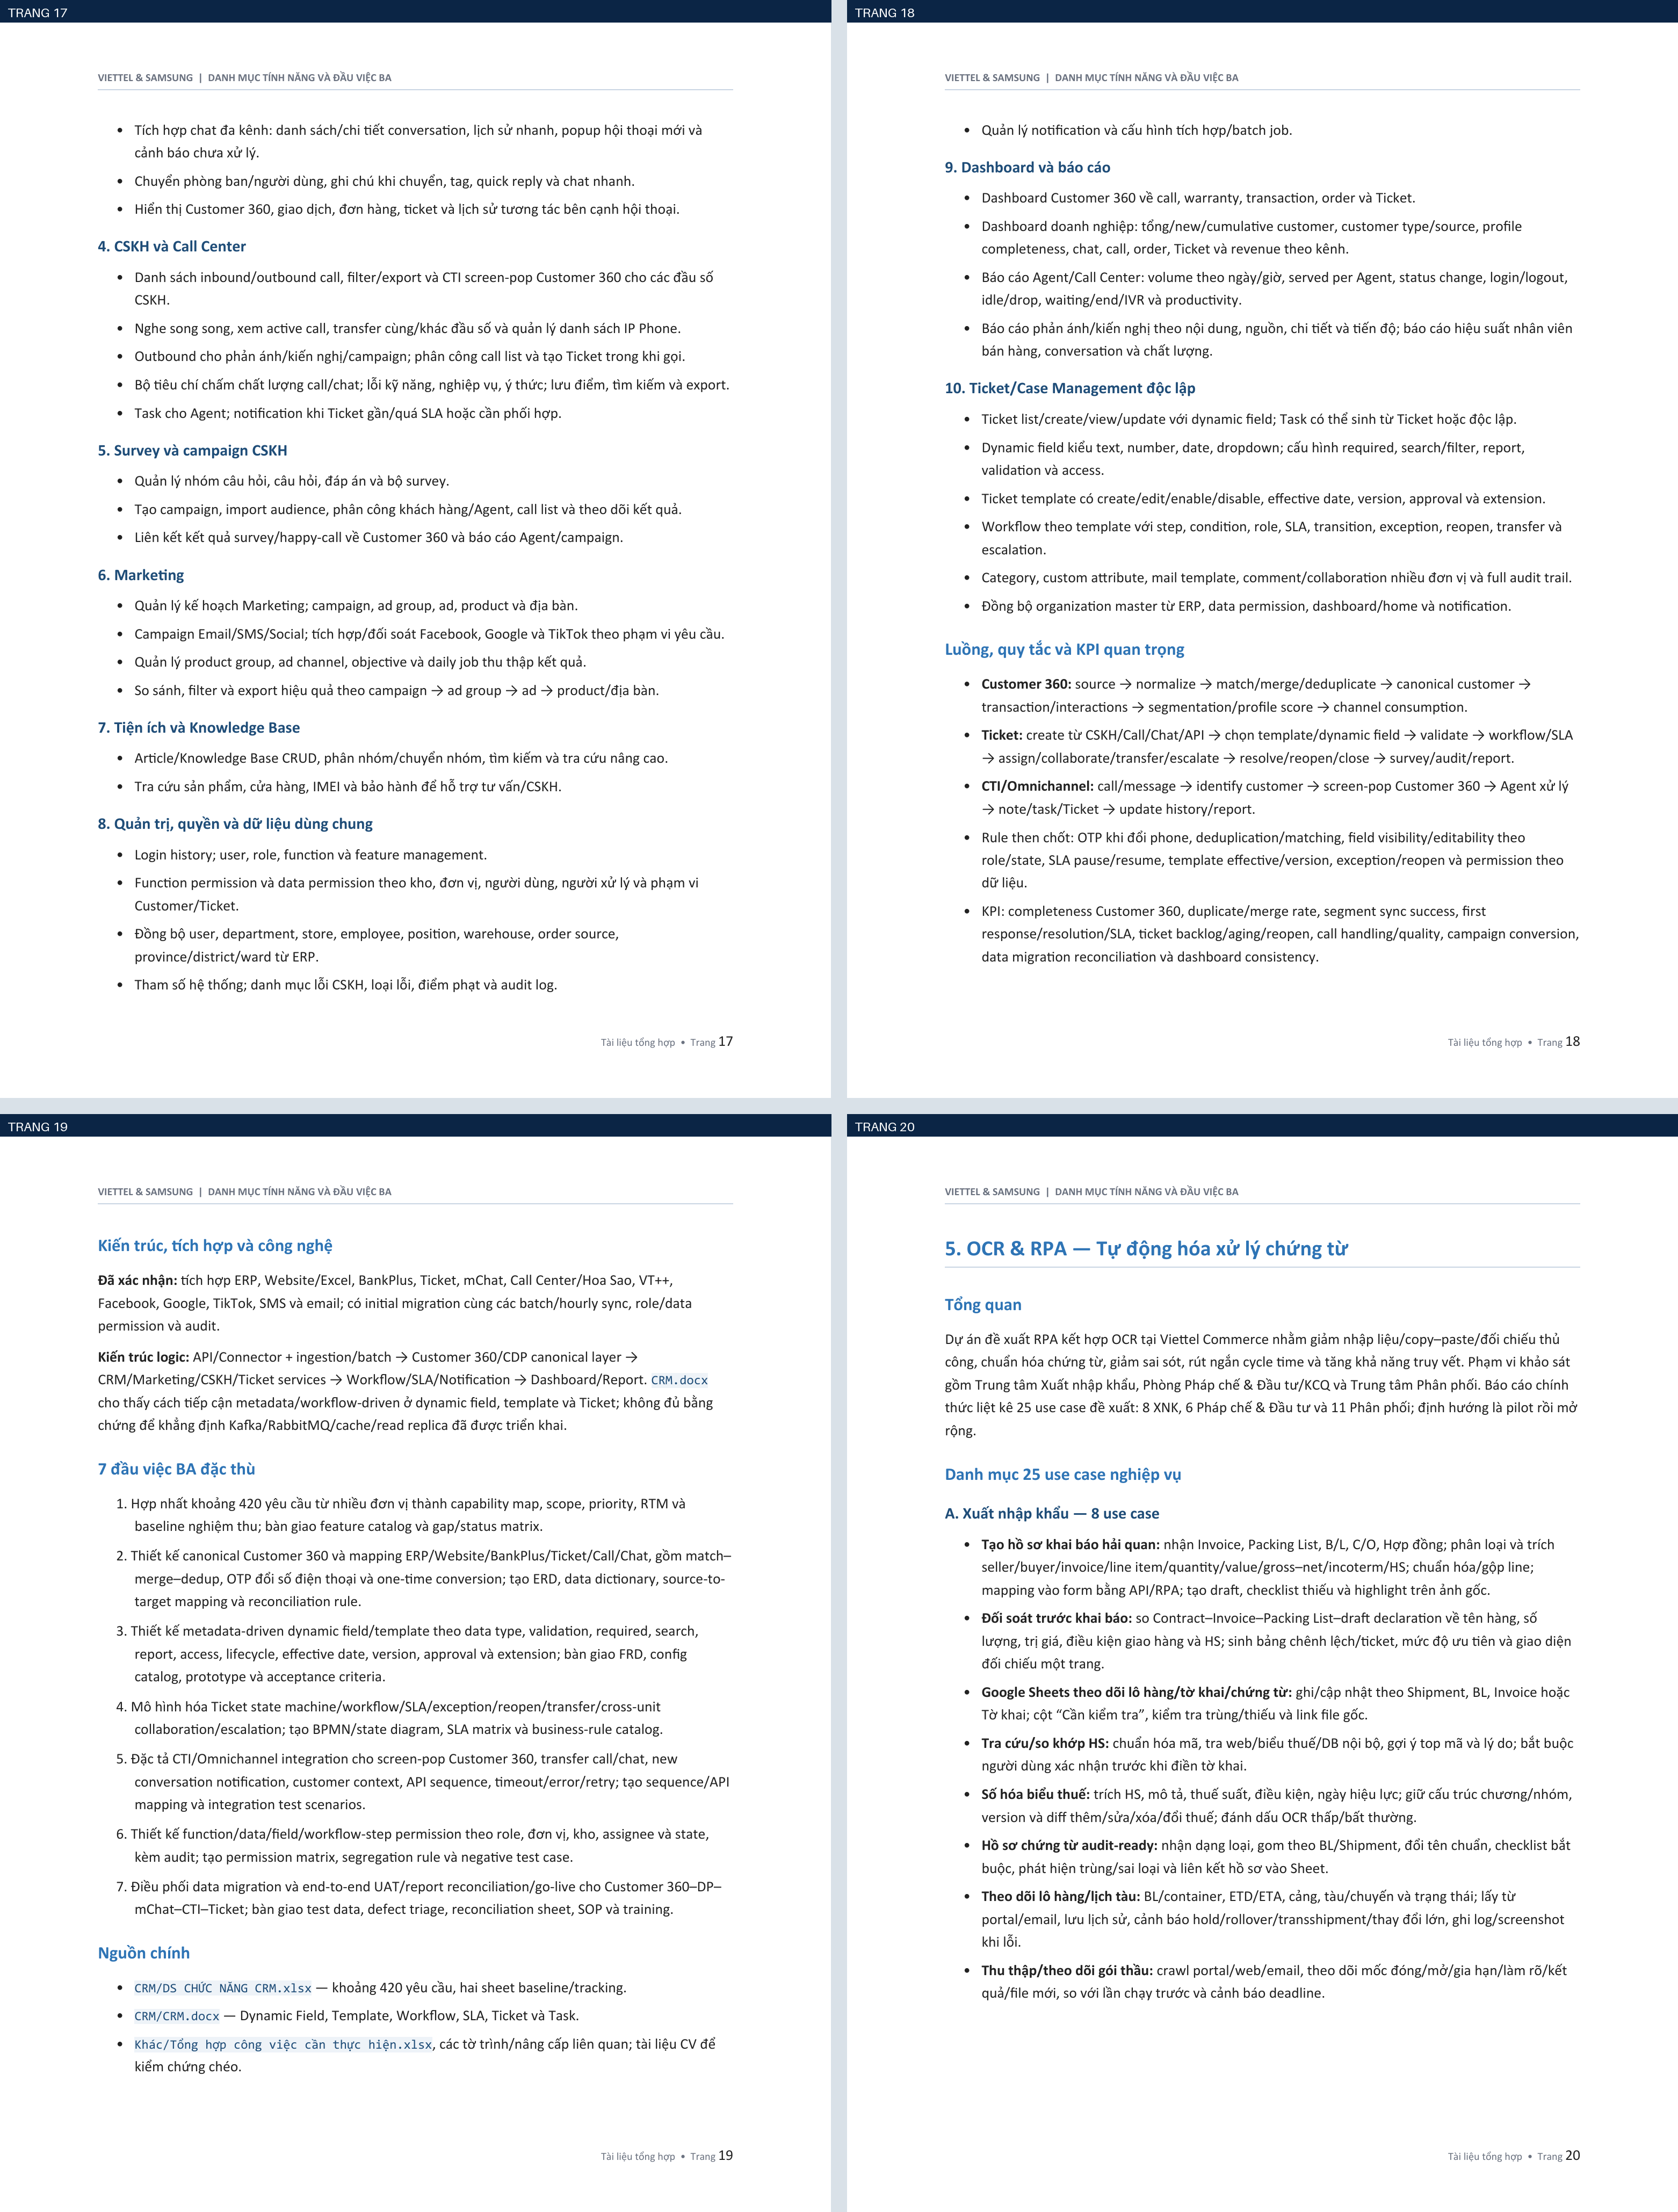 TRANG 17
VIETTEL & SAMSUNG | DANH MỤC TÍNH NĂNG VÀ ĐẦU VIỆC BA
• Tích hợp chat đa kênh: danh sách/chi tiết conversation, lịch sử nhanh, popup hội thoại mới và
cảnh báo chưa xử lý.
• Chuyển phòng ban/người dùng, ghi chú khi chuyển, tag, quick reply và chat nhanh.
• Hiển thị Customer 360, giao dịch, đơn hàng, ticket và lịch sử tương tác bên cạnh hội thoại.
4. CSKH và Call Center
• Danh sách inbound/outbound call, filter/export và CTI screen-pop Customer 360 cho các đầu số
CSKH.
• Nghe song song, xem active call, transfer cùng/khác đầu số và quản lý danh sách IP Phone.
• Outbound cho phản ánh/kiến nghị/campaign; phân công call list và tạo Ticket trong khi gọi.
• Bộ tiêu chí chấm chất lượng call/chat; lỗi kỹ năng, nghiệp vụ, ý thức; lưu điểm, tìm kiếm và export.
• Task cho Agent; notification khi Ticket gần/quá SLA hoặc cần phối hợp.
5. Survey và campaign CSKH
• Quản lý nhóm câu hỏi, câu hỏi, đáp án và bộ survey.
• Tạo campaign, import audience, phân công khách hàng/Agent, call list và theo dõi kết quả.
• Liên kết kết quả survey/happy-call về Customer 360 và báo cáo Agent/campaign.
6. Marketing
• Quản lý kế hoạch Marketing; campaign, ad group, ad, product và địa bàn.
• Campaign Email/SMS/Social; tích hợp/đối soát Facebook, Google và TikTok theo phạm vi yêu cầu.
• Quản lý product group, ad channel, objective và daily job thu thập kết quả.
• So sánh, filter và export hiệu quả theo campaign → ad group → ad → product/địa bàn.
7. Tiện ích và Knowledge Base
• Article/Knowledge Base CRUD, phân nhóm/chuyển nhóm, tìm kiếm và tra cứu nâng cao.
• Tra cứu sản phẩm, cửa hàng, IMEI và bảo hành để hỗ trợ tư vấn/CSKH.
8. Quản trị, quyền và dữ liệu dùng chung
• Login history; user, role, function và feature management.
• Function permission và data permission theo kho, đơn vị, người dùng, người xử lý và phạm vi
Customer/Ticket.
• Đồng bộ user, department, store, employee, position, warehouse, order source,
province/district/ward từ ERP.
• Tham số hệ thống; danh mục lỗi CSKH, loại lỗi, điểm phạt và audit log.
Tài liệu tổng hợp • Trang 17
TRANG 18
VIETTEL & SAMSUNG | DANH MỤC TÍNH NĂNG VÀ ĐẦU VIỆC BA
• Quản lý notification và cấu hình tích hợp/batch job.
9. Dashboard và báo cáo
• Dashboard Customer 360 về call, warranty, transaction, order và Ticket.
• Dashboard doanh nghiệp: tổng/new/cumulative customer, customer type/source, profile
completeness, chat, call, order, Ticket và revenue theo kênh.
• Báo cáo Agent/Call Center: volume theo ngày/giờ, served per Agent, status change, login/logout,
idle/drop, waiting/end/IVR và productivity.
• Báo cáo phản ánh/kiến nghị theo nội dung, nguồn, chi tiết và tiến độ; báo cáo hiệu suất nhân viên
bán hàng, conversation và chất lượng.
10. Ticket/Case Management độc lập
• Ticket list/create/view/update với dynamic field; Task có thể sinh từ Ticket hoặc độc lập.
• Dynamic field kiểu text, number, date, dropdown; cấu hình required, search/filter, report,
validation và access.
• Ticket template có create/edit/enable/disable, effective date, version, approval và extension.
• Workflow theo template với step, condition, role, SLA, transition, exception, reopen, transfer và
escalation.
• Category, custom attribute, mail template, comment/collaboration nhiều đơn vị và full audit trail.
• Đồng bộ organization master từ ERP, data permission, dashboard/home và notification.
Luồng, quy tắc và KPI quan trọng
• Customer 360: source → normalize → match/merge/deduplicate → canonical customer →
transaction/interactions → segmentation/profile score → channel consumption.
• Ticket: create từ CSKH/Call/Chat/API → chọn template/dynamic field → validate → workflow/SLA
→ assign/collaborate/transfer/escalate → resolve/reopen/close → survey/audit/report.
• CTI/Omnichannel: call/message → identify customer → screen-pop Customer 360 → Agent xử lý
→ note/task/Ticket → update history/report.
• Rule then chốt: OTP khi đổi phone, deduplication/matching, field visibility/editability theo
role/state, SLA pause/resume, template effective/version, exception/reopen và permission theo
dữ liệu.
• KPI: completeness Customer 360, duplicate/merge rate, segment sync success, first
response/resolution/SLA, ticket backlog/aging/reopen, call handling/quality, campaign conversion,
data migration reconciliation và dashboard consistency.
Tài liệu tổng hợp • Trang 18
TRANG 19
VIETTEL & SAMSUNG | DANH MỤC TÍNH NĂNG VÀ ĐẦU VIỆC BA
Kiến trúc, tích hợp và công nghệ
Đã xác nhận: tích hợp ERP, Website/Excel, BankPlus, Ticket, mChat, Call Center/Hoa Sao, VT++,
Facebook, Google, TikTok, SMS và email; có initial migration cùng các batch/hourly sync, role/data
permission và audit.
Kiến trúc logic: API/Connector + ingestion/batch → Customer 360/CDP canonical layer →
CRM/Marketing/CSKH/Ticket services → Workflow/SLA/Notification → Dashboard/Report. CRM.docx
cho thấy cách tiếp cận metadata/workflow-driven ở dynamic field, template và Ticket; không đủ bằng
chứng để khẳng định Kafka/RabbitMQ/cache/read replica đã được triển khai.
7 đầu việc BA đặc thù
1. Hợp nhất khoảng 420 yêu cầu từ nhiều đơn vị thành capability map, scope, priority, RTM và
baseline nghiệm thu; bàn giao feature catalog và gap/status matrix.
2. Thiết kế canonical Customer 360 và mapping ERP/Website/BankPlus/Ticket/Call/Chat, gồm match–
merge–dedup, OTP đổi số điện thoại và one-time conversion; tạo ERD, data dictionary, source-to-
target mapping và reconciliation rule.
3. Thiết kế metadata-driven dynamic field/template theo data type, validation, required, search,
report, access, lifecycle, effective date, version, approval và extension; bàn giao FRD, config
catalog, prototype và acceptance criteria.
4. Mô hình hóa Ticket state machine/workflow/SLA/exception/reopen/transfer/cross-unit
collaboration/escalation; tạo BPMN/state diagram, SLA matrix và business-rule catalog.
5. Đặc tả CTI/Omnichannel integration cho screen-pop Customer 360, transfer call/chat, new
conversation notification, customer context, API sequence, timeout/error/retry; tạo sequence/API
mapping và integration test scenarios.
6. Thiết kế function/data/field/workflow-step permission theo role, đơn vị, kho, assignee và state,
kèm audit; tạo permission matrix, segregation rule và negative test case.
7. Điều phối data migration và end-to-end UAT/report reconciliation/go-live cho Customer 360–DP–
mChat–CTI–Ticket; bàn giao test data, defect triage, reconciliation sheet, SOP và training.
Nguồn chính
• CRM/DS CHỨC NĂNG CRM.xlsx — khoảng 420 yêu cầu, hai sheet baseline/tracking.
• CRM/CRM.docx — Dynamic Field, Template, Workflow, SLA, Ticket và Task.
• Khác/Tổng hợp công việc cần thực hiện.xlsx, các tờ trình/nâng cấp liên quan; tài liệu CV để
kiểm chứng chéo.
Tài liệu tổng hợp • Trang 19
TRANG 20
VIETTEL & SAMSUNG | DANH MỤC TÍNH NĂNG VÀ ĐẦU VIỆC BA
5. OCR & RPA — Tự động hóa xử lý chứng từ
Tổng quan
Dự án đề xuất RPA kết hợp OCR tại Viettel Commerce nhằm giảm nhập liệu/copy–paste/đối chiếu thủ
công, chuẩn hóa chứng từ, giảm sai sót, rút ngắn cycle time và tăng khả năng truy vết. Phạm vi khảo sát
gồm Trung tâm Xuất nhập khẩu, Phòng Pháp chế & Đầu tư/KCQ và Trung tâm Phân phối. Báo cáo chính
thức liệt kê 25 use case đề xuất: 8 XNK, 6 Pháp chế & Đầu tư và 11 Phân phối; định hướng là pilot rồi mở
rộng.
Danh mục 25 use case nghiệp vụ
A. Xuất nhập khẩu — 8 use case
• Tạo hồ sơ khai báo hải quan: nhận Invoice, Packing List, B/L, C/O, Hợp đồng; phân loại và trích
seller/buyer/invoice/line item/quantity/value/gross–net/incoterm/HS; chuẩn hóa/gộp line;
mapping vào form bằng API/RPA; tạo draft, checklist thiếu và highlight trên ảnh gốc.
• Đối soát trước khai báo: so Contract–Invoice–Packing List–draft declaration về tên hàng, số
lượng, trị giá, điều kiện giao hàng và HS; sinh bảng chênh lệch/ticket, mức độ ưu tiên và giao diện
đối chiếu một trang.
• Google Sheets theo dõi lô hàng/tờ khai/chứng từ: ghi/cập nhật theo Shipment, BL, Invoice hoặc
Tờ khai; cột “Cần kiểm tra”, kiểm tra trùng/thiếu và link file gốc.
• Tra cứu/so khớp HS: chuẩn hóa mã, tra web/biểu thuế/DB nội bộ, gợi ý top mã và lý do; bắt buộc
người dùng xác nhận trước khi điền tờ khai.
• Số hóa biểu thuế: trích HS, mô tả, thuế suất, điều kiện, ngày hiệu lực; giữ cấu trúc chương/nhóm,
version và diff thêm/sửa/xóa/đổi thuế; đánh dấu OCR thấp/bất thường.
• Hồ sơ chứng từ audit-ready: nhận dạng loại, gom theo BL/Shipment, đổi tên chuẩn, checklist bắt
buộc, phát hiện trùng/sai loại và liên kết hồ sơ vào Sheet.
• Theo dõi lô hàng/lịch tàu: BL/container, ETD/ETA, cảng, tàu/chuyến và trạng thái; lấy từ
portal/email, lưu lịch sử, cảnh báo hold/rollover/transshipment/thay đổi lớn, ghi log/screenshot
khi lỗi.
• Thu thập/theo dõi gói thầu: crawl portal/web/email, theo dõi mốc đóng/mở/gia hạn/làm rõ/kết
quả/file mới, so với lần chạy trước và cảnh báo deadline.
Tài liệu tổng hợp • Trang 20